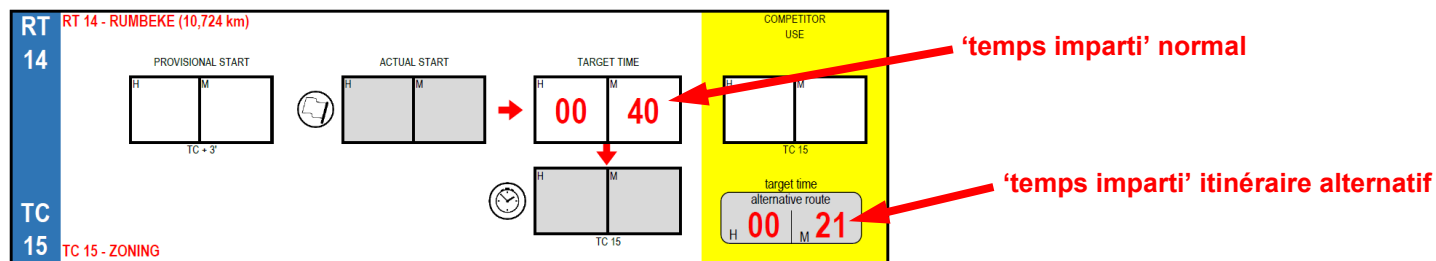 RT 14
RT 14 - RUMBEKE (10,724 km)
PROVISIONAL START
ACTUAL START
TARGET TIME
COMPETITOR
USE
‘temps imparti’ normal
H M
H M
H M
H M
00 40
TC + 3'
TC 15
H M
TC 15
target time
alternative route
H 00 M 21
‘temps imparti’ itinéraire alternatif
TC 15
TC 15 - ZONING